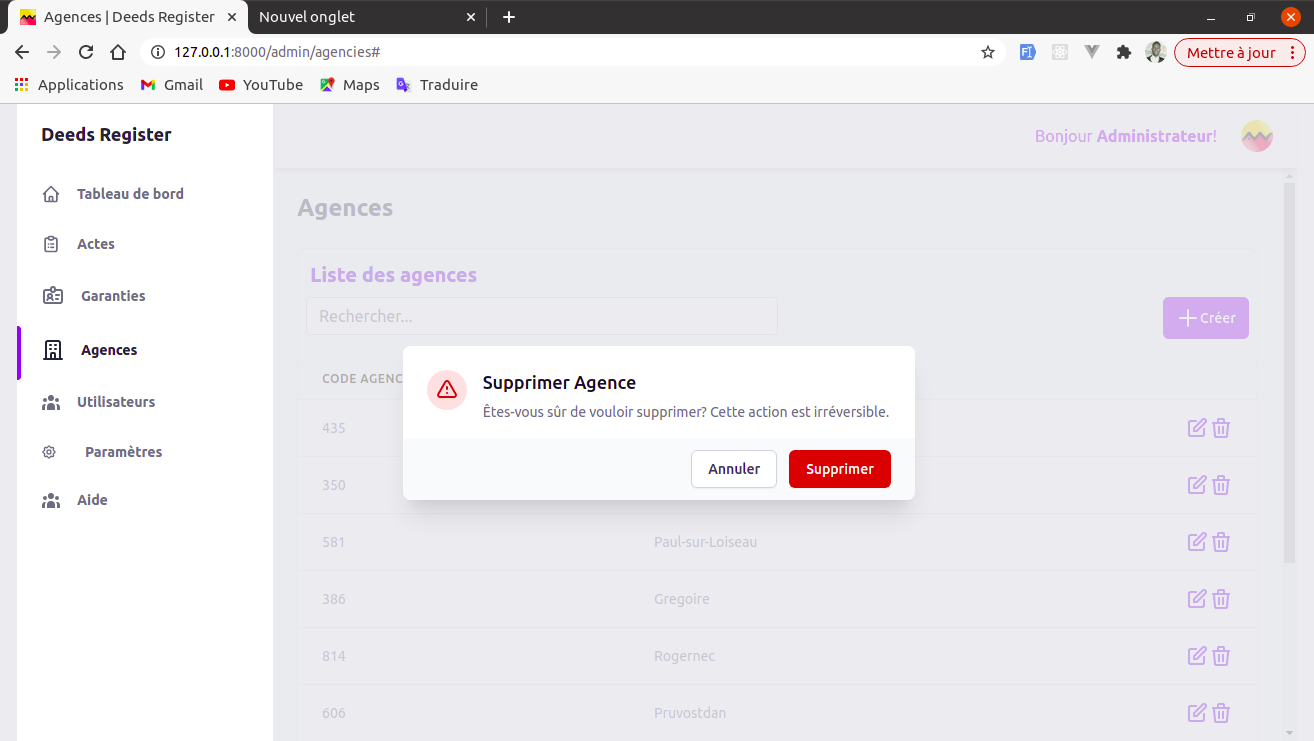 Agences | Deeds Register
Nouvel onglet
127.0.0.1:8000/admin/agencies#
Mettre à jour
Applications
Gmail
YouTube
Maps
Traduire
Deeds Register
Tableau de bord
Actes
Garanties
Agences
Utilisateurs
Paramètres
Aide
Bonjour Administrateur!
Agences
Liste des agences
Rechercher...
Créer
CODE AGENC
Supprimer Agence
Êtes-vous sûr de vouloir supprimer? Cette action est irréversible.
Annuler
Supprimer
435
350
581 Paul-sur-Loiseau
386 Gregoire
814 Rogernec
606 Pruvostdan